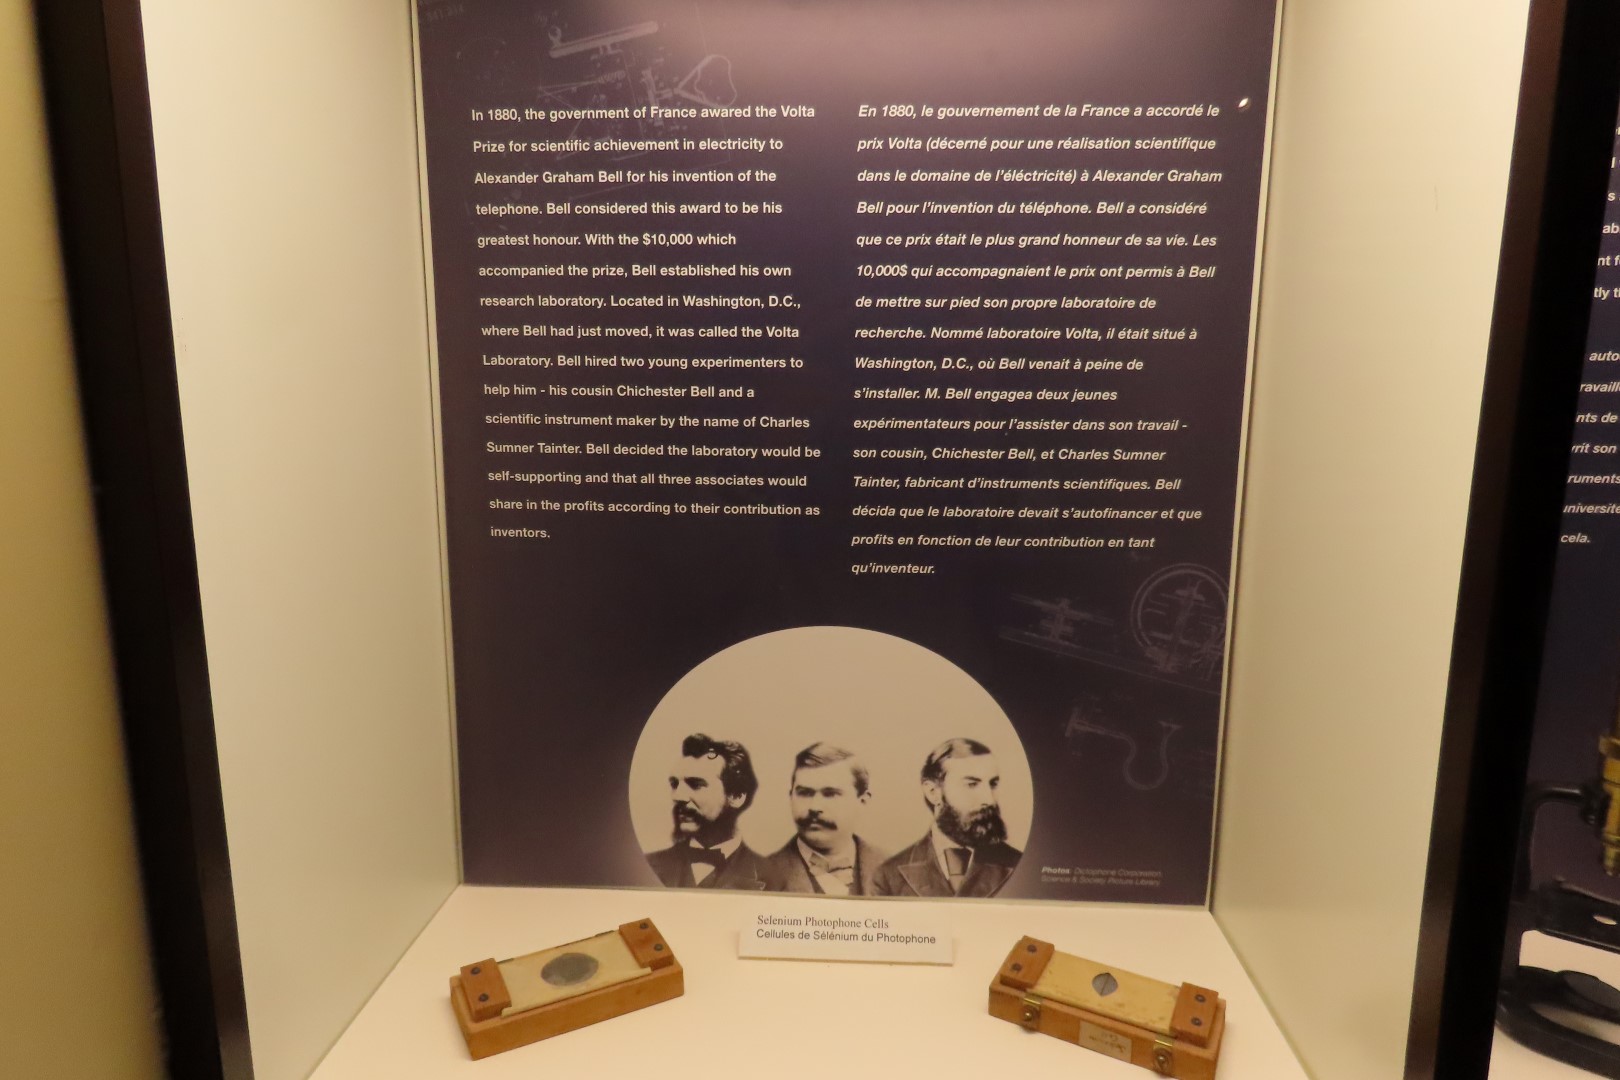 In 1880, the government of France awared the Volta
Prize for scientific achievement in electricity to
Alexander Graham Bell for his invention of the
telephone. Bell considered this award to be his
greatest honour. With the $10,000 which
accompanied the prize, Bell established his own
research laboratory. Located in Washington, D.C.,
where Bell had just moved, it was called the Volta
Laboratory. Bell hired two young experimenters to
help him - his cousin Chichester Bell and a
scientific instrument maker by the name of Charles
Sumner Tainter. Bell decided the laboratory would be
self-supporting and that all three associates would
share in the profits according to their contribution as
inventors.
En 1880, le gouvernement de la France a accordé le
prix Volta (décerné pour une réalisation scientifique
dans le domaine de l'éléctricité) à Alexander Graham
Bell pour l'invention du téléphone. Bell a considéré
que ce prix était le plus grand honneur de sa vie. Les
10,000$ qui accompagnaient le prix ont permis à Bell
de mettre sur pied son propre laboratoire de
recherche. Nommé laboratoire Volta, il était situé à
Washington, D.C., où Bell venait à peine de
s'installer. M. Bell engagea deux jeunes
expérimentateurs pour l'assister dans son travail -
son cousin, Chichester Bell, et Charles Sumner
Tainter, fabricant d'instruments scientifiques. Bell
décida que le laboratoire devait s'autofinancer et que
profits en fonction de leur contribution en tant
qu'inventeur.
Photos: Dictaphone Corporation,
Science & Society Picture Library
Selenium Photophone Cells
Cellules de Sélénium du Photophone
nts de
son
cela.